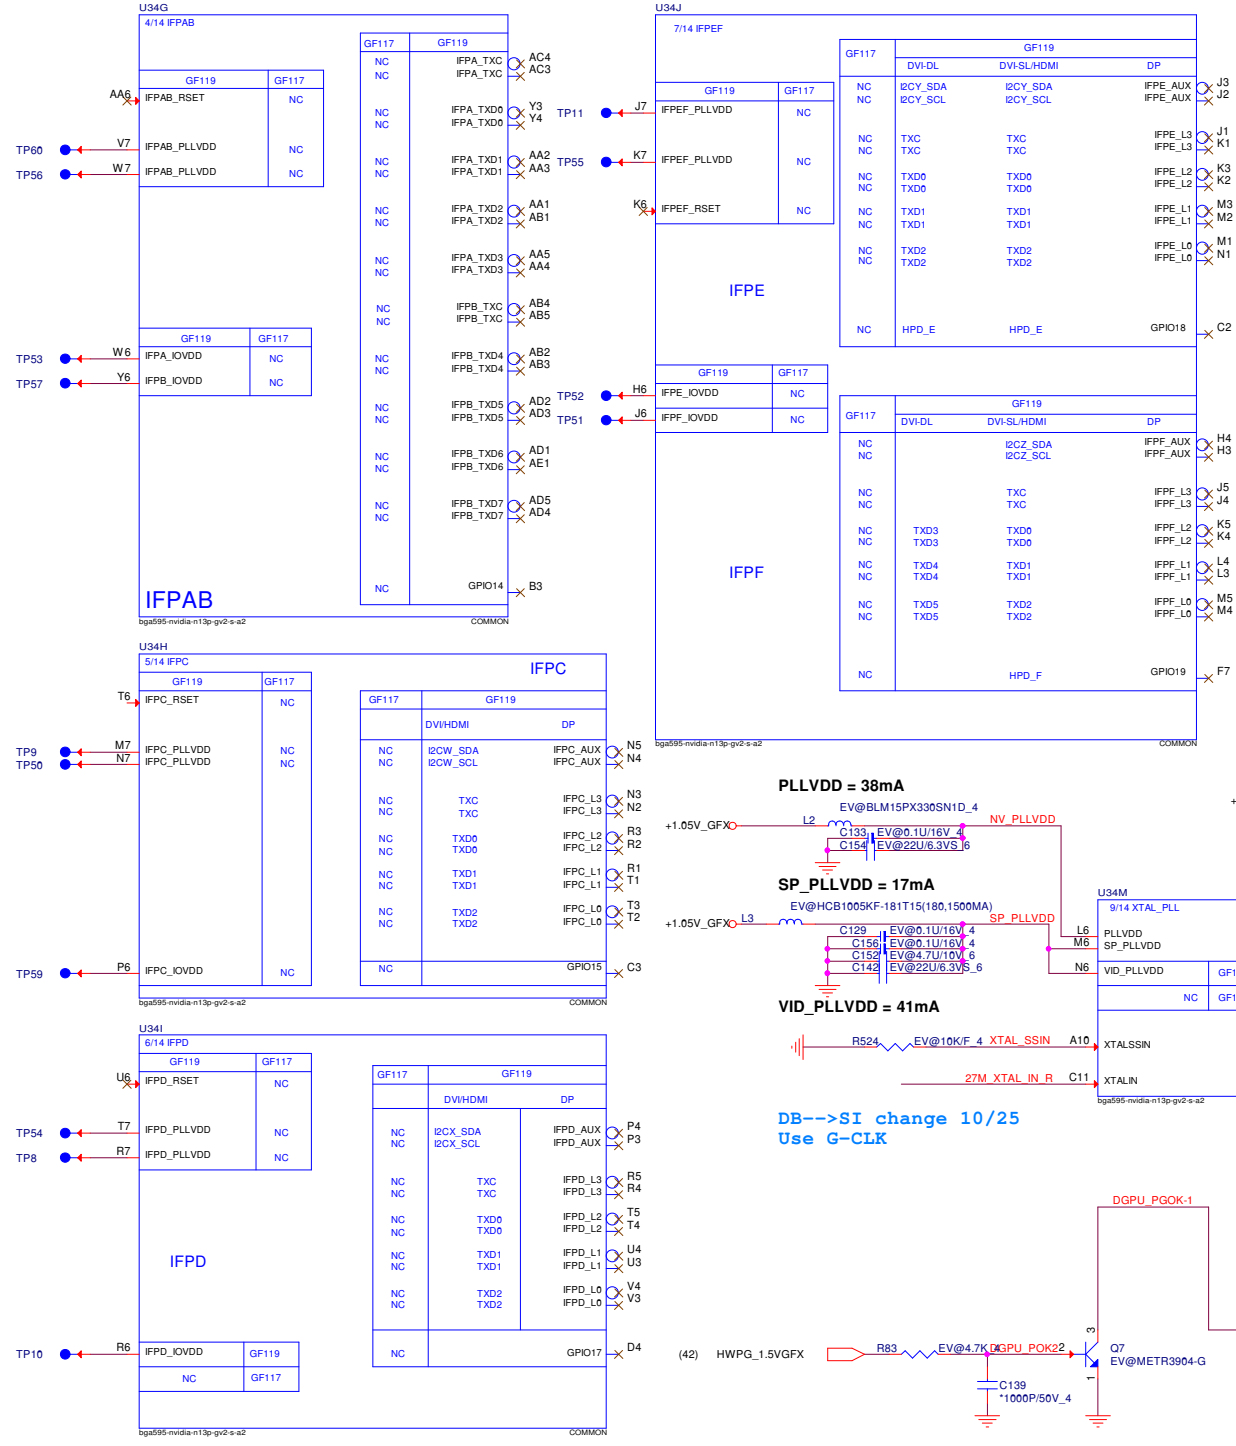 U34G
4/14 IFPAB
GF119 GF117
AA6 IFPAB_RSET NC
TP60 V7 IFPAB_PLLVDD NC
TP56 W7 IFPAB_PLLVDD NC
GF119 GF117
TP53 W6 IFPA_IOVDD NC
TP57 Y6 IFPB_IOVDD NC
GF117 GF119
NC IFPA_TXC AC4
NC IFPA_TXC AC3
NC IFPA_TXD0 Y3
NC IFPA_TXD0 Y4
NC IFPA_TXD1 AA2
NC IFPA_TXD1 AA3
NC IFPA_TXD2 AA1
NC IFPA_TXD2 AB1
NC IFPA_TXD3 AA5
NC IFPA_TXD3 AA4
NC IFPB_TXC AB4
NC IFPB_TXC AB5
NC IFPB_TXD4 AB2
NC IFPB_TXD4 AB3
NC IFPB_TXD5 AD2
NC IFPB_TXD5 AD3
NC IFPB_TXD6 AD1
NC IFPB_TXD6 AE1
NC IFPB_TXD7 AD5
NC IFPB_TXD7 AD4
NC GPIO14 B3
IFPAB
bga595-nvidia-n13p-gv2-s-a2 COMMON
U34J
7/14 IFPEF
GF119 GF117
TP11 J7 IFPEF_PLLVDD NC
TP55 K7 IFPEF_PLLVDD NC
K6 IFPEF_RSET NC
IFPE
GF117 GF119
DVI-DL DVI-SL/HDMI DP
NC I2CY_SDA I2CY_SDA IFPE_AUX J3
NC I2CY_SCL I2CY_SCL IFPE_AUX J2
NC TXC TXC IFPE_L3 J1
NC TXC TXC IFPE_L3 K1
NC TXD0 TXD0 IFPE_L2 K3
NC TXD0 TXD0 IFPE_L2 K2
NC TXD1 TXD1 IFPE_L1 M3
NC TXD1 TXD1 IFPE_L1 M2
NC TXD2 TXD2 IFPE_L0 M1
NC TXD2 TXD2 IFPE_L0 N1
NC HPD_E HPD_E GPIO18 C2
GF119 GF117
TP52 H6 IFPE_IOVDD NC
TP51 J6 IFPF_IOVDD NC
IFPF
GF117 GF119
DVI-DL DVI-SL/HDMI DP
NC I2CZ_SDA IFPF_AUX H4
NC I2CZ_SCL IFPF_AUX H3
NC TXC IFPF_L3 J5
NC TXC IFPF_L3 J4
NC TXD3 TXD0 IFPF_L2 K5
NC TXD3 TXD0 IFPF_L2 K4
NC TXD4 TXD1 IFPF_L1 L4
NC TXD4 TXD1 IFPF_L1 L3
NC TXD5 TXD2 IFPF_L0 M5
NC TXD5 TXD2 IFPF_L0 M4
NC HPD_F GPIO19 F7
bga595-nvidia-n13p-gv2-s-a2 COMMON
U34H
5/14 IFPC
IFPC
GF119 GF117
T6 IFPC_RSET NC
TP9 M7 IFPC_PLLVDD NC
TP50 N7 IFPC_PLLVDD NC
TP59 P6 IFPC_IOVDD NC
GF117 GF119
DVI/HDMI DP
NC I2CW_SDA IFPC_AUX N5
NC I2CW_SCL IFPC_AUX N4
NC TXC IFPC_L3 N3
NC TXC IFPC_L3 N2
NC TXD0 IFPC_L2 R3
NC TXD0 IFPC_L2 R2
NC TXD1 IFPC_L1 R1
NC TXD1 IFPC_L1 T1
NC TXD2 IFPC_L0 T3
NC TXD2 IFPC_L0 T2
NC GPIO15 C3
bga595-nvidia-n13p-gv2-s-a2 COMMON
U34I
6/14 IFPD
GF119 GF117
U6 IFPD_RSET NC
TP54 T7 IFPD_PLLVDD NC
TP8 R7 IFPD_PLLVDD NC
IFPD
TP10 R6 IFPD_IOVDD GF119
NC GF117
GF117 GF119
DVI/HDMI DP
NC I2CX_SDA IFPD_AUX P4
NC I2CX_SCL IFPD_AUX P3
NC TXC IFPD_L3 R5
NC TXC IFPD_L3 R4
NC TXD0 IFPD_L2 T5
NC TXD0 IFPD_L2 T4
NC TXD1 IFPD_L1 U4
NC TXD1 IFPD_L1 U3
NC TXD2 IFPD_L0 V4
NC TXD2 IFPD_L0 V3
NC GPIO17 D4
bga595-nvidia-n13p-gv2-s-a2 COMMON
PLLVDD = 38mA
EV@BLM15PX330SN1D_4
+1.05V_GFX L2 NV_PLLVDD
C133 EV@0.1U/16V_4
C154 EV@22U/6.3VS_6
SP_PLLVDD = 17mA
EV@HCB1005KF-181T15(180,1500MA)
+1.05V_GFX L3 SP_PLLVDD
C129 EV@0.1U/16V_4
C156 EV@0.1U/16V_4
C152 EV@4.7U/10V_6
C142 EV@22U/6.3VS_6
VID_PLLVDD = 41mA
U34M
9/14 XTAL_PLL
L6 PLLVDD
M6 SP_PLLVDD
N6 VID_PLLVDD GF1
NC GF1
R524 EV@10K/F_4 XTAL_SSIN A10 XTALSSIN
27M_XTAL_IN_R C11 XTALIN
bga595-nvidia-n13p-gv2-s-a2
DB-->SI change 10/25
Use G-CLK
DGPU_PGOK-1
(42) HWPG_1.5VGFX R83 EV@4.7K_4 DGPU_POK2 2
3
1
Q7
EV@METR3904-G
C139
*1000P/50V_4
+